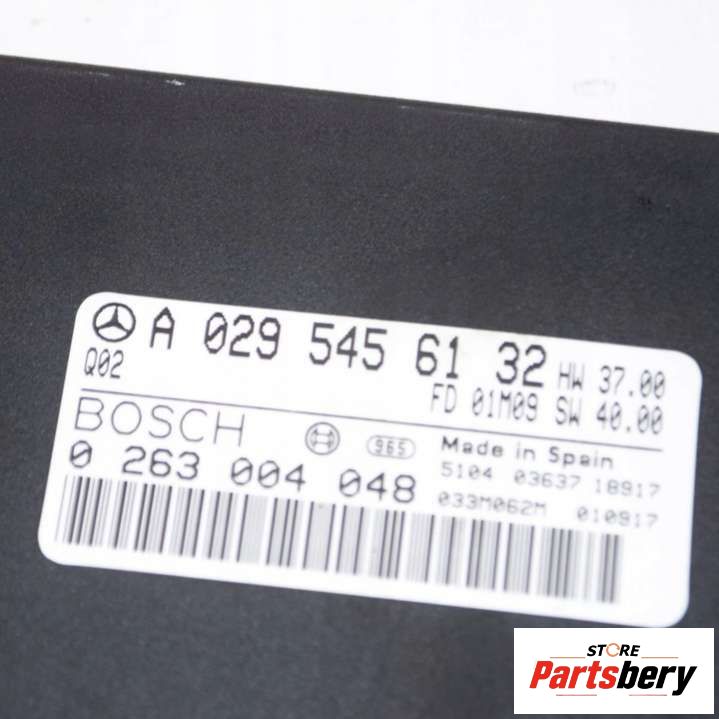 A 029 545 61 32 HW 37.00
Q02 FD 01M09 SW 40.00
BOSCH 965 Made in Spain
0 263 004 048 5104 03637 18917
033M062M 010917
STORE
Partsbery